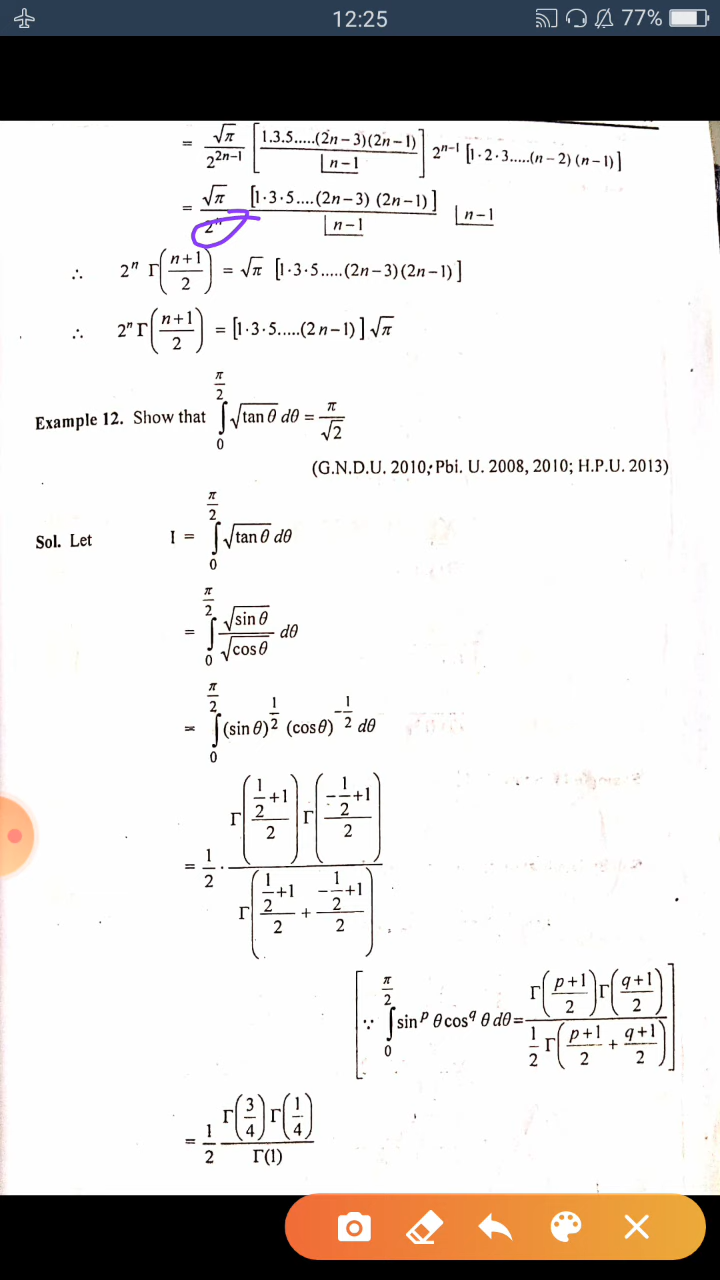 12:25 77%
= √π/2^(2n−1) [1.3.5.....(2n−3)(2n−1)/⌊n−1] 2^(n−1) [1·2·3.....(n−2)(n−1)]
= √π/2^n [1·3·5....(2n−3) (2n−1)]/⌊n−1 ⌊n−1
∴ 2^n Γ((n+1)/2) = √π [1·3·5.....(2n−3)(2n−1)]
∴ 2^n Γ((n+1)/2) = [1·3·5.....(2n−1)]√π
Example 12. Show that ∫₀^(π/2) √(tan θ) dθ = π/√2
(G.N.D.U. 2010; Pbi. U. 2008, 2010; H.P.U. 2013)
Sol. Let I = ∫₀^(π/2) √(tan θ) dθ
= ∫₀^(π/2) √(sin θ)/√(cos θ) dθ
= ∫₀^(π/2) (sin θ)^(1/2) (cos θ)^(−1/2) dθ
= 1/2 · Γ((1/2+1)/2) Γ((−1/2+1)/2) / Γ((1/2+1)/2 + (−1/2+1)/2)
[∵ ∫₀^(π/2) sin^p θ cos^q θ dθ = Γ((p+1)/2) Γ((q+1)/2) / (1/2 Γ((p+1)/2 + (q+1)/2))]
= 1/2 Γ(3/4) Γ(1/4) / Γ(1)